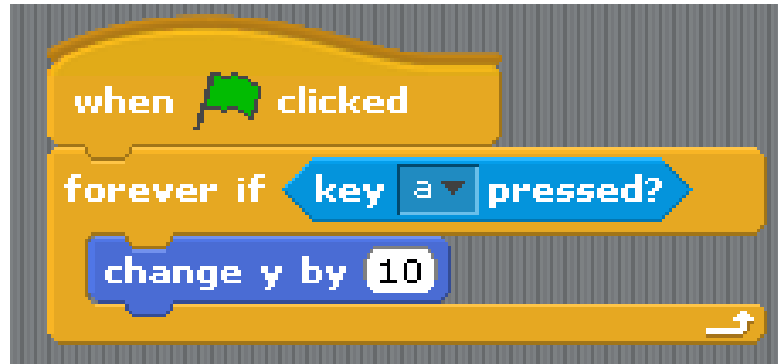 when clicked
forever if key a pressed?
change y by 10